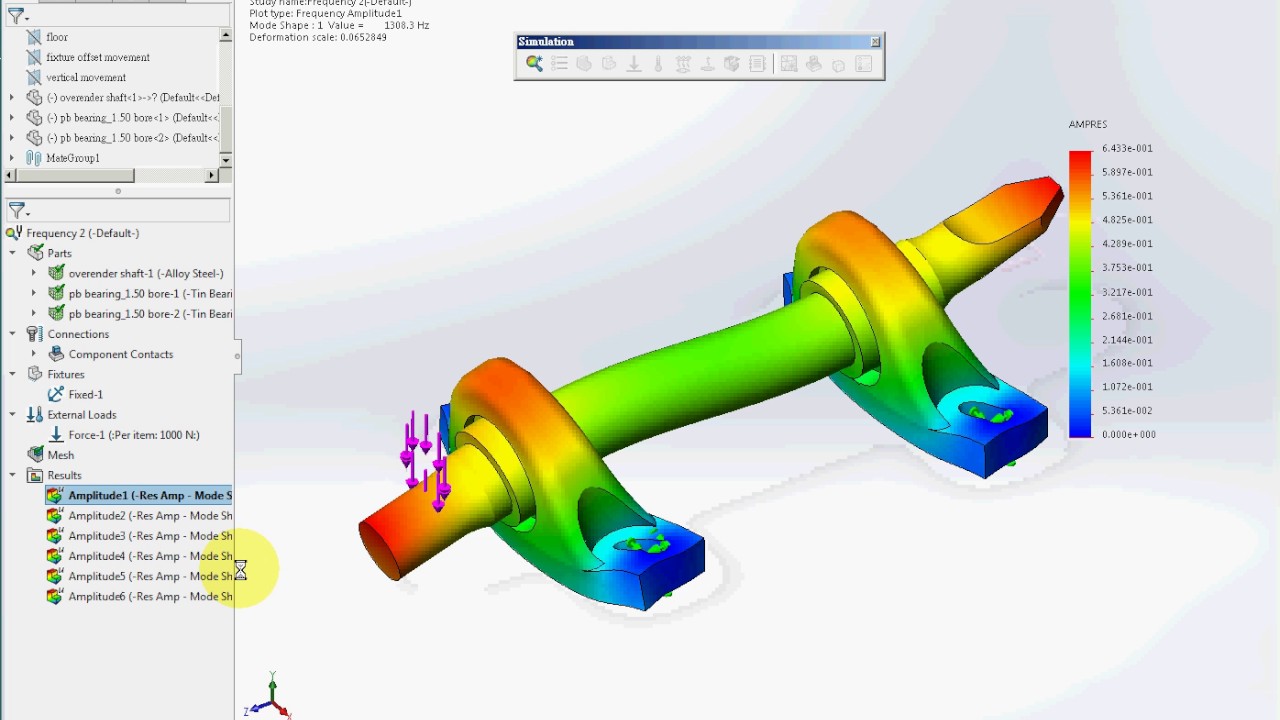 Study name:Frequency 2(-Default-)
Plot type: Frequency Amplitude1
Mode Shape : 1 Value = 1308.3 Hz
Deformation scale: 0.0652849
Simulation
floor
fixture offset movement
vertical movement
(-) overender shaft<1>->? (Default<<Def
(-) pb bearing_1.50 bore<1> (Default<<
(-) pb bearing_1.50 bore<2> (Default<<
MateGroup1
Frequency 2 (-Default-)
Parts
overender shaft-1 (-Alloy Steel-)
pb bearing_1.50 bore-1 (-Tin Beari
pb bearing_1.50 bore-2 (-Tin Beari
Connections
Component Contacts
Fixtures
Fixed-1
External Loads
Force-1 (:Per item: 1000 N:)
Mesh
Results
Amplitude1 (-Res Amp - Mode S
Amplitude2 (-Res Amp - Mode Sh
Amplitude3 (-Res Amp - Mode Sh
Amplitude4 (-Res Amp - Mode Sh
Amplitude5 (-Res Amp - Mode Sh
Amplitude6 (-Res Amp - Mode Sh
AMPRES
6.433e-001
5.897e-001
5.361e-001
4.825e-001
4.289e-001
3.753e-001
3.217e-001
2.681e-001
2.144e-001
1.608e-001
1.072e-001
5.361e-002
0.000e+000
Y
Z
X